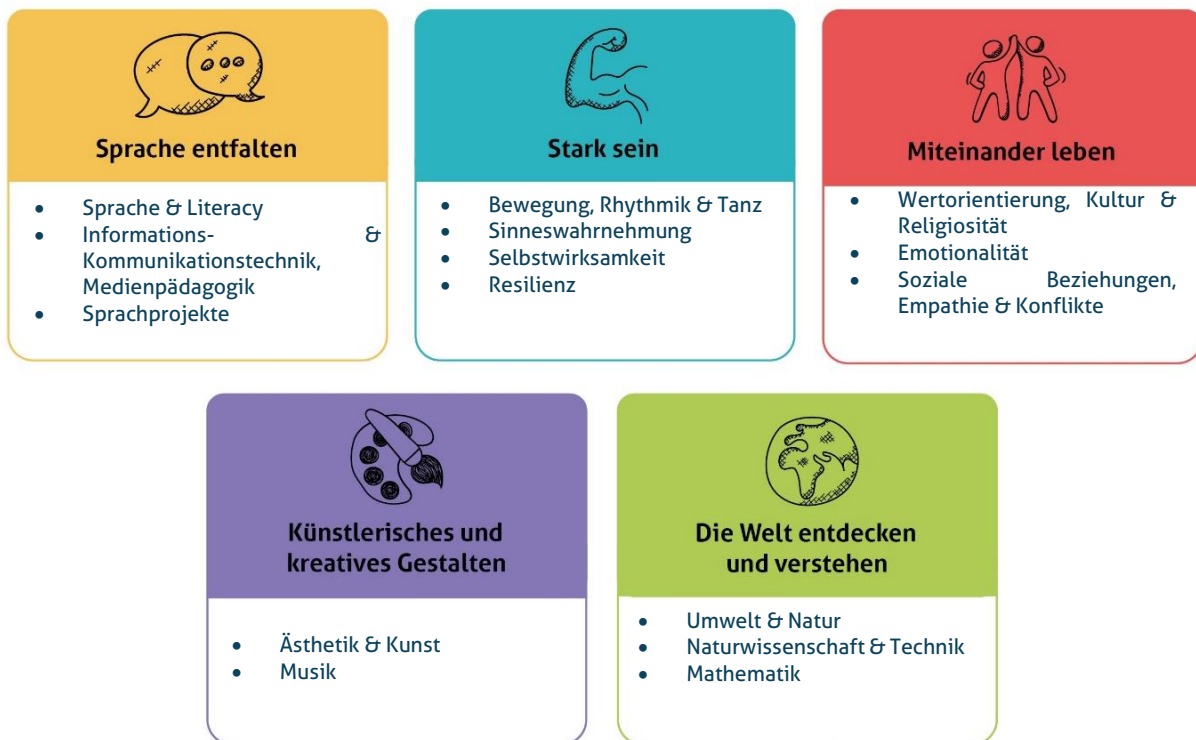 Sprache entfalten
• Sprache & Literacy
• Informations- &
Kommunikationstechnik,
Medienpädagogik
• Sprachprojekte
Stark sein
• Bewegung, Rhythmik & Tanz
• Sinneswahrnehmung
• Selbstwirksamkeit
• Resilienz
Miteinander leben
• Wertorientierung, Kultur &
Religiosität
• Emotionalität
• Soziale Beziehungen,
Empathie & Konflikte
Künstlerisches und
kreatives Gestalten
• Ästhetik & Kunst
• Musik
Die Welt entdecken
und verstehen
• Umwelt & Natur
• Naturwissenschaft & Technik
• Mathematik